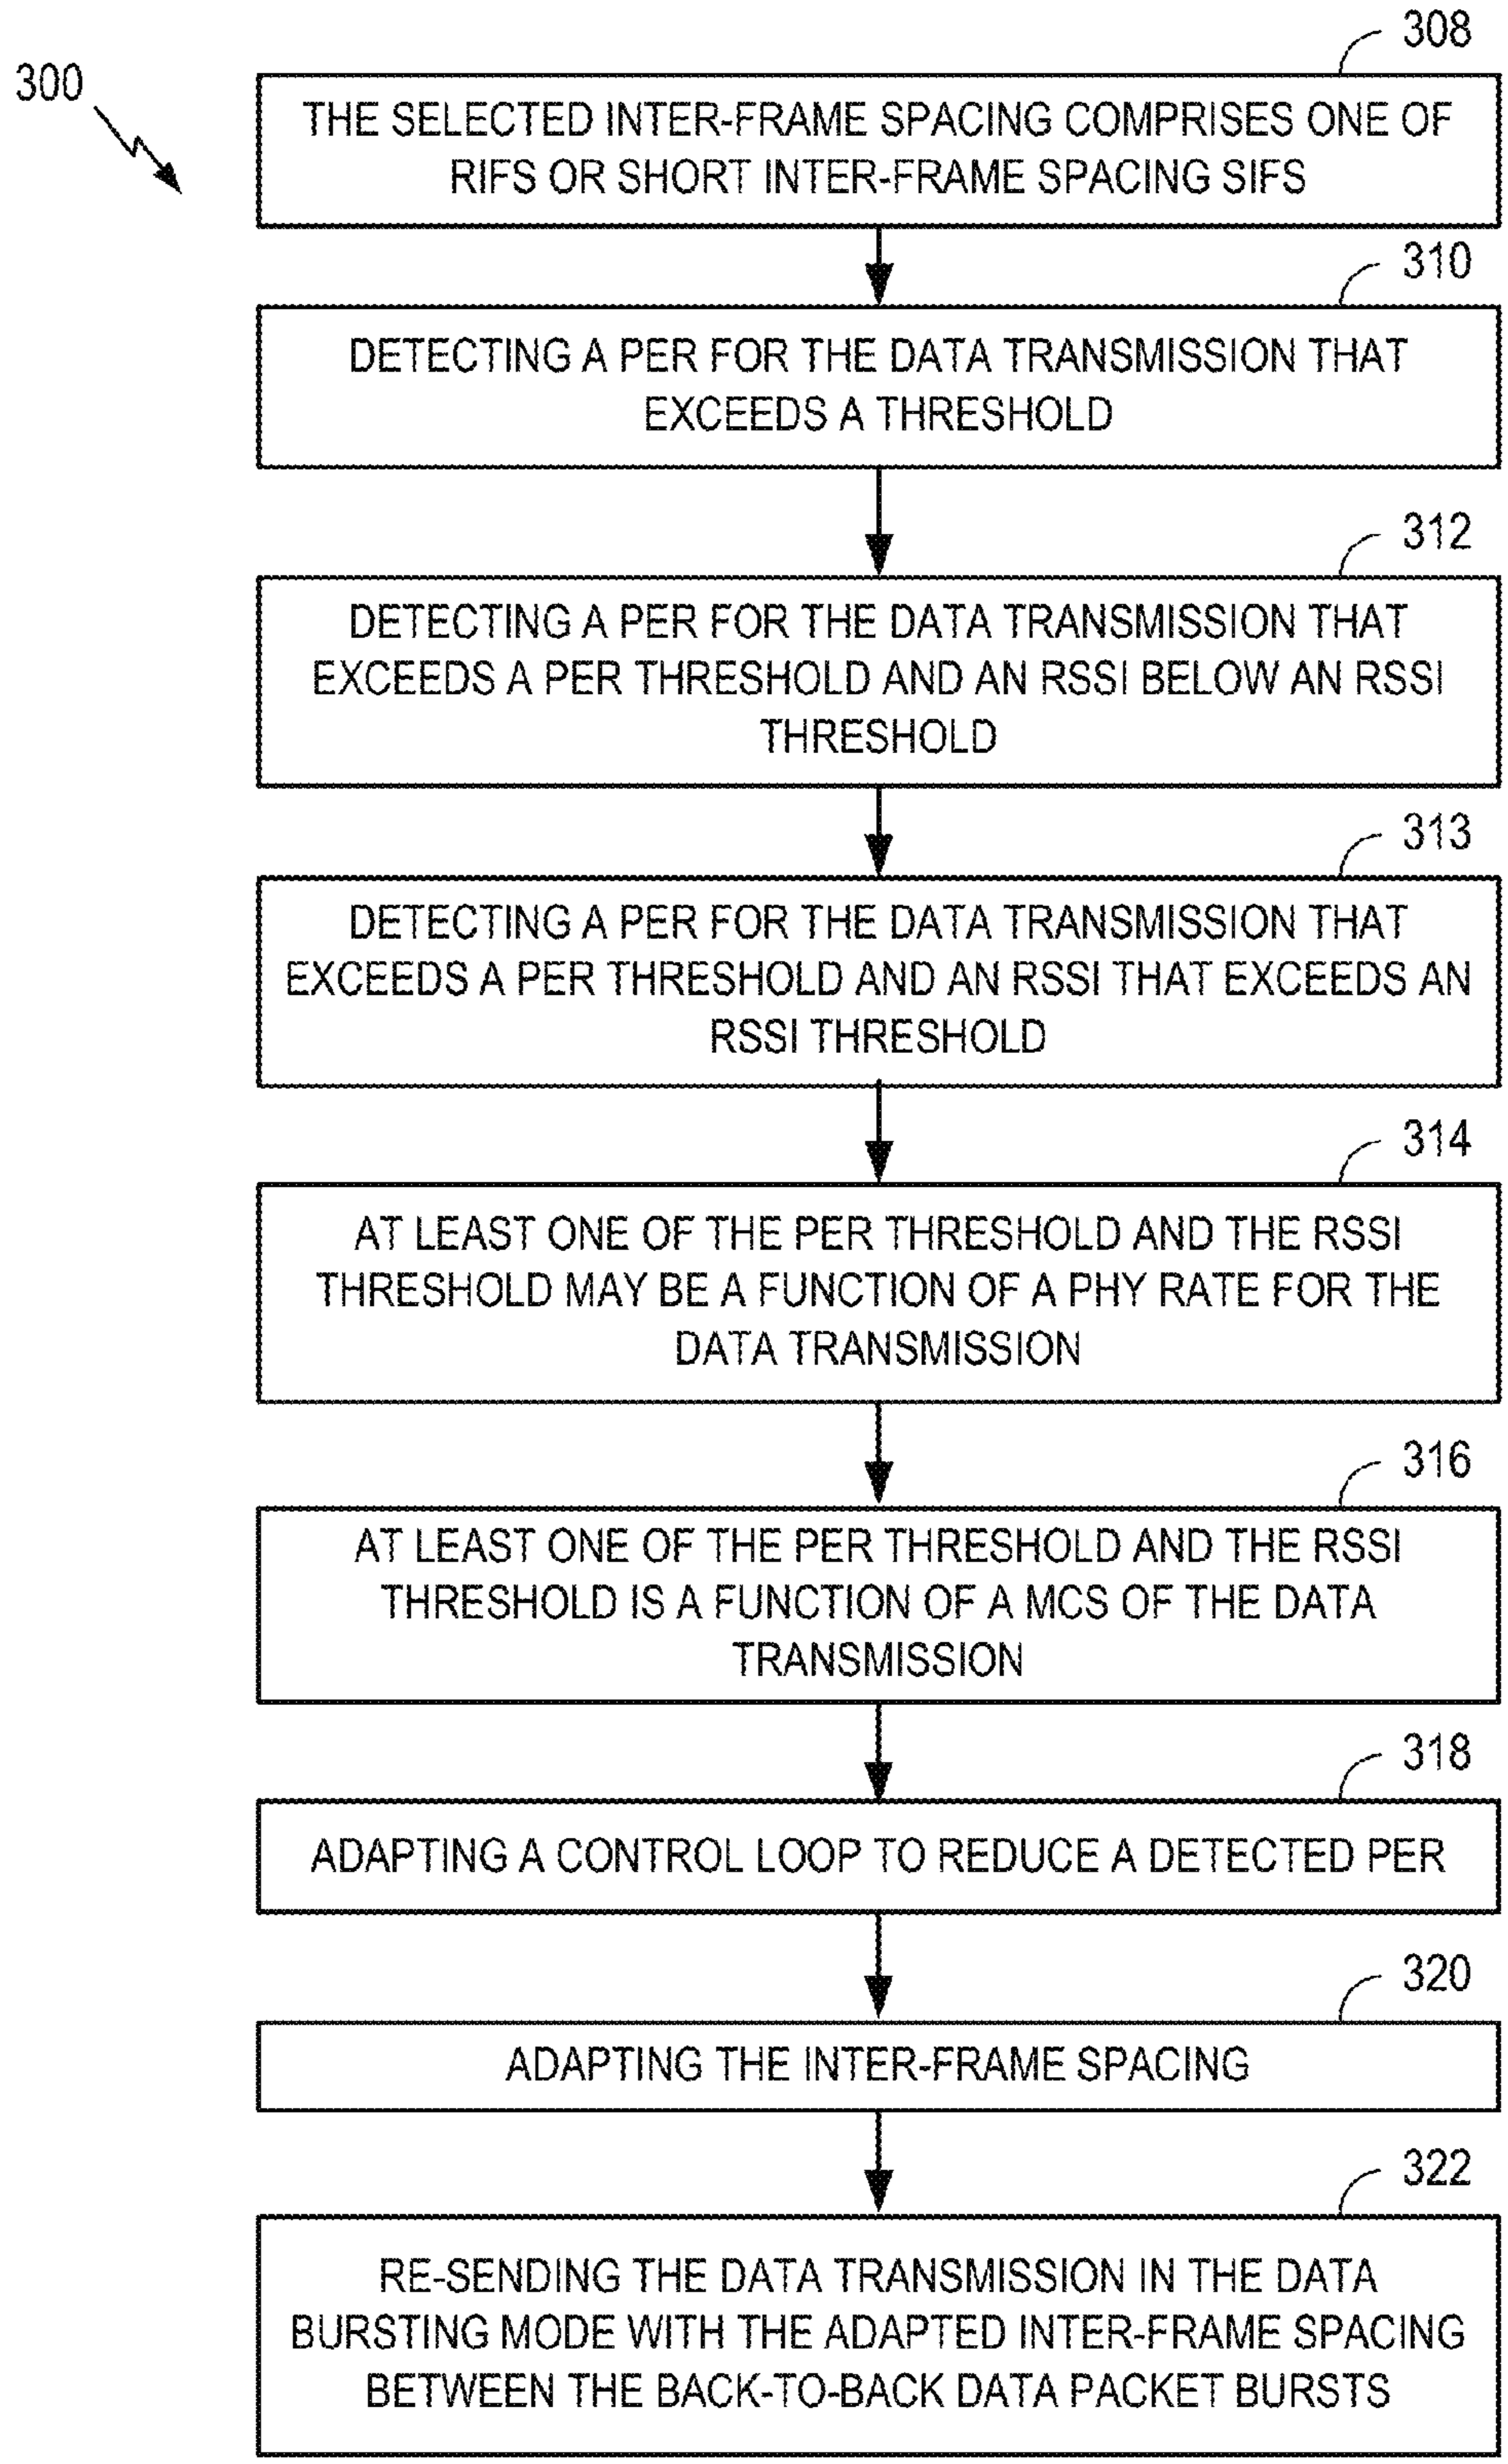 308
300
THE SELECTED INTER-FRAME SPACING COMPRISES ONE OF
RIFS OR SHORT INTER-FRAME SPACING SIFS
310
DETECTING A PER FOR THE DATA TRANSMISSION THAT
EXCEEDS A THRESHOLD
312
DETECTING A PER FOR THE DATA TRANSMISSION THAT
EXCEEDS A PER THRESHOLD AND AN RSSI BELOW AN RSSI
THRESHOLD
313
DETECTING A PER FOR THE DATA TRANSMISSION THAT
EXCEEDS A PER THRESHOLD AND AN RSSI THAT EXCEEDS AN
RSSI THRESHOLD
314
AT LEAST ONE OF THE PER THRESHOLD AND THE RSSI
THRESHOLD MAY BE A FUNCTION OF A PHY RATE FOR THE
DATA TRANSMISSION
316
AT LEAST ONE OF THE PER THRESHOLD AND THE RSSI
THRESHOLD IS A FUNCTION OF A MCS OF THE DATA
TRANSMISSION
318
ADAPTING A CONTROL LOOP TO REDUCE A DETECTED PER
320
ADAPTING THE INTER-FRAME SPACING
322
RE-SENDING THE DATA TRANSMISSION IN THE DATA
BURSTING MODE WITH THE ADAPTED INTER-FRAME SPACING
BETWEEN THE BACK-TO-BACK DATA PACKET BURSTS